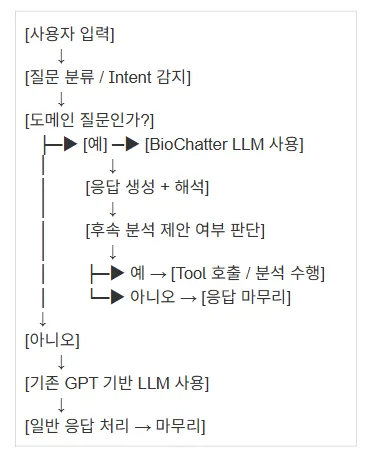 [사용자 입력]
↓
[질문 분류 / Intent 감지]
↓
[도메인 질문인가?]
├─▶ [예] ─▶ [BioChatter LLM 사용]
│ ↓
│ [응답 생성 + 해석]
│ ↓
│ [후속 분석 제안 여부 판단]
│ ↓
│ ├─▶ 예 → [Tool 호출 / 분석 수행]
│ └─▶ 아니오 → [응답 마무리]
↓
[아니오]
↓
[기존 GPT 기반 LLM 사용]
↓
[일반 응답 처리 → 마무리]